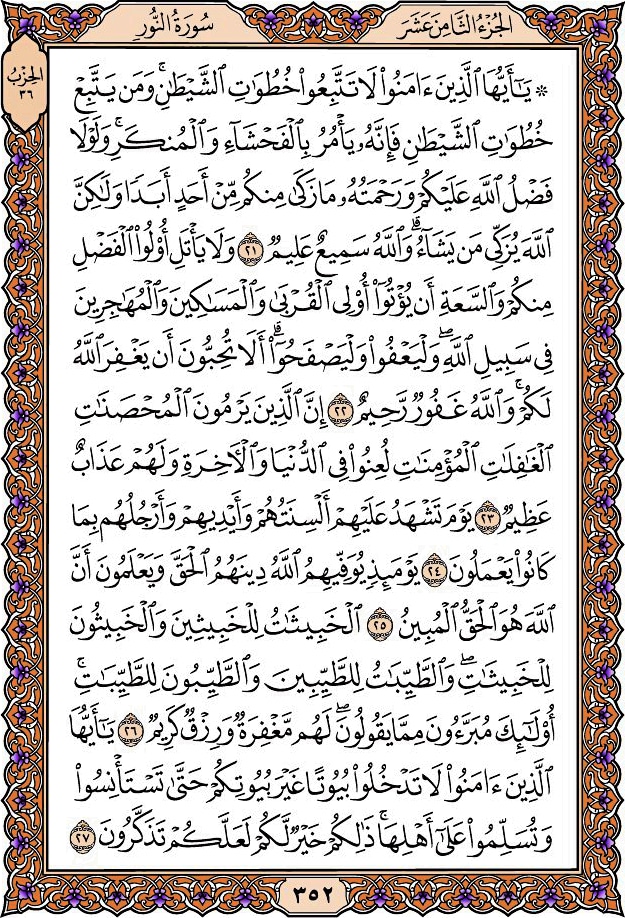 الجُزْءُ الثَّامِنَ عَشَرَ
سُورَةُ النُّورِ
الحِزْبُ
٣٦
۞ يَـٰٓأَيُّهَا ٱلَّذِينَ ءَامَنُوا۟ لَا تَتَّبِعُوا۟ خُطُوَٰتِ ٱلشَّيْطَـٰنِ ۚ وَمَن يَتَّبِعْ
خُطُوَٰتِ ٱلشَّيْطَـٰنِ فَإِنَّهُۥ يَأْمُرُ بِٱلْفَحْشَآءِ وَٱلْمُنكَرِ ۚ وَلَوْلَا
فَضْلُ ٱللَّهِ عَلَيْكُمْ وَرَحْمَتُهُۥ مَا زَكَىٰ مِنكُم مِّنْ أَحَدٍ أَبَدًا وَلَـٰكِنَّ
ٱللَّهَ يُزَكِّى مَن يَشَآءُ ۗ وَٱللَّهُ سَمِيعٌ عَلِيمٌ ٢١ وَلَا يَأْتَلِ أُو۟لُوا۟ ٱلْفَضْلِ
مِنكُمْ وَٱلسَّعَةِ أَن يُؤْتُوٓا۟ أُو۟لِى ٱلْقُرْبَىٰ وَٱلْمَسَـٰكِينَ وَٱلْمُهَـٰجِرِينَ
فِى سَبِيلِ ٱللَّهِ ۖ وَلْيَعْفُوا۟ وَلْيَصْفَحُوٓا۟ ۗ أَلَا تُحِبُّونَ أَن يَغْفِرَ ٱللَّهُ
لَكُمْ ۚ وَٱللَّهُ غَفُورٌ رَّحِيمٌ ٢٢ إِنَّ ٱلَّذِينَ يَرْمُونَ ٱلْمُحْصَنَـٰتِ
ٱلْغَـٰفِلَـٰتِ ٱلْمُؤْمِنَـٰتِ لُعِنُوا۟ فِى ٱلدُّنْيَا وَٱلْـَٔاخِرَةِ وَلَهُمْ عَذَابٌ
عَظِيمٌ ٢٣ يَوْمَ تَشْهَدُ عَلَيْهِمْ أَلْسِنَتُهُمْ وَأَيْدِيهِمْ وَأَرْجُلُهُم بِمَا
كَانُوا۟ يَعْمَلُونَ ٢٤ يَوْمَئِذٍ يُوَفِّيهِمُ ٱللَّهُ دِينَهُمُ ٱلْحَقَّ وَيَعْلَمُونَ أَنَّ
ٱللَّهَ هُوَ ٱلْحَقُّ ٱلْمُبِينُ ٢٥ ٱلْخَبِيثَـٰتُ لِلْخَبِيثِينَ وَٱلْخَبِيثُونَ
لِلْخَبِيثَـٰتِ ۖ وَٱلطَّيِّبَـٰتُ لِلطَّيِّبِينَ وَٱلطَّيِّبُونَ لِلطَّيِّبَـٰتِ ۚ
أُو۟لَـٰٓئِكَ مُبَرَّءُونَ مِمَّا يَقُولُونَ ۖ لَهُم مَّغْفِرَةٌ وَرِزْقٌ كَرِيمٌ ٢٦ يَـٰٓأَيُّهَا
ٱلَّذِينَ ءَامَنُوا۟ لَا تَدْخُلُوا۟ بُيُوتًا غَيْرَ بُيُوتِكُمْ حَتَّىٰ تَسْتَأْنِسُوا۟
وَتُسَلِّمُوا۟ عَلَىٰٓ أَهْلِهَا ۚ ذَٰلِكُمْ خَيْرٌ لَّكُمْ لَعَلَّكُمْ تَذَكَّرُونَ ٢٧
٣٥٢